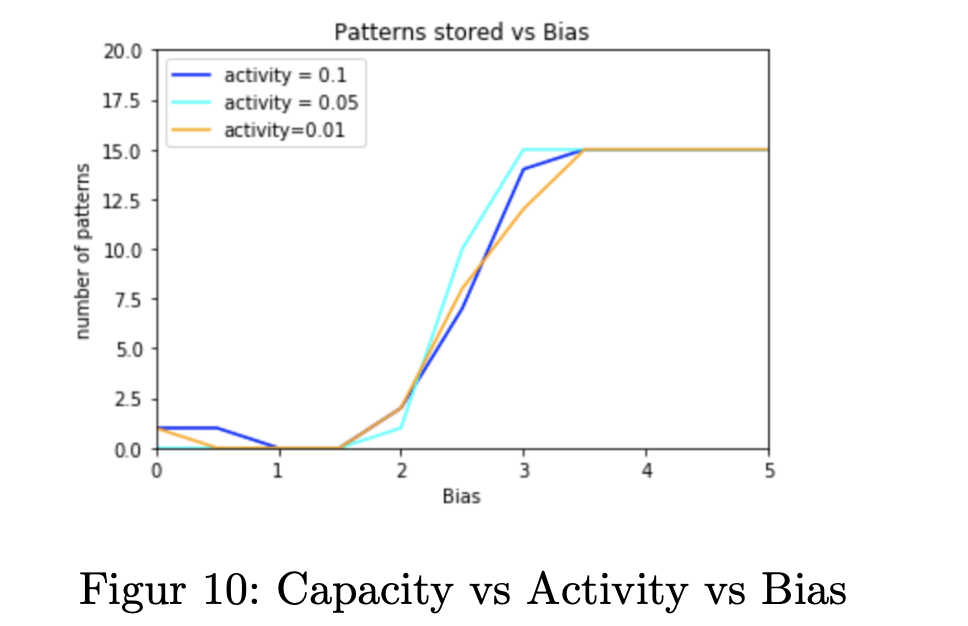 Patterns stored vs Bias
20.0
17.5
15.0
12.5
10.0
7.5
5.0
2.5
0.0
number of patterns
activity = 0.1
activity = 0.05
activity=0.01
0 1 2 3 4 5
Bias
Figur 10: Capacity vs Activity vs Bias